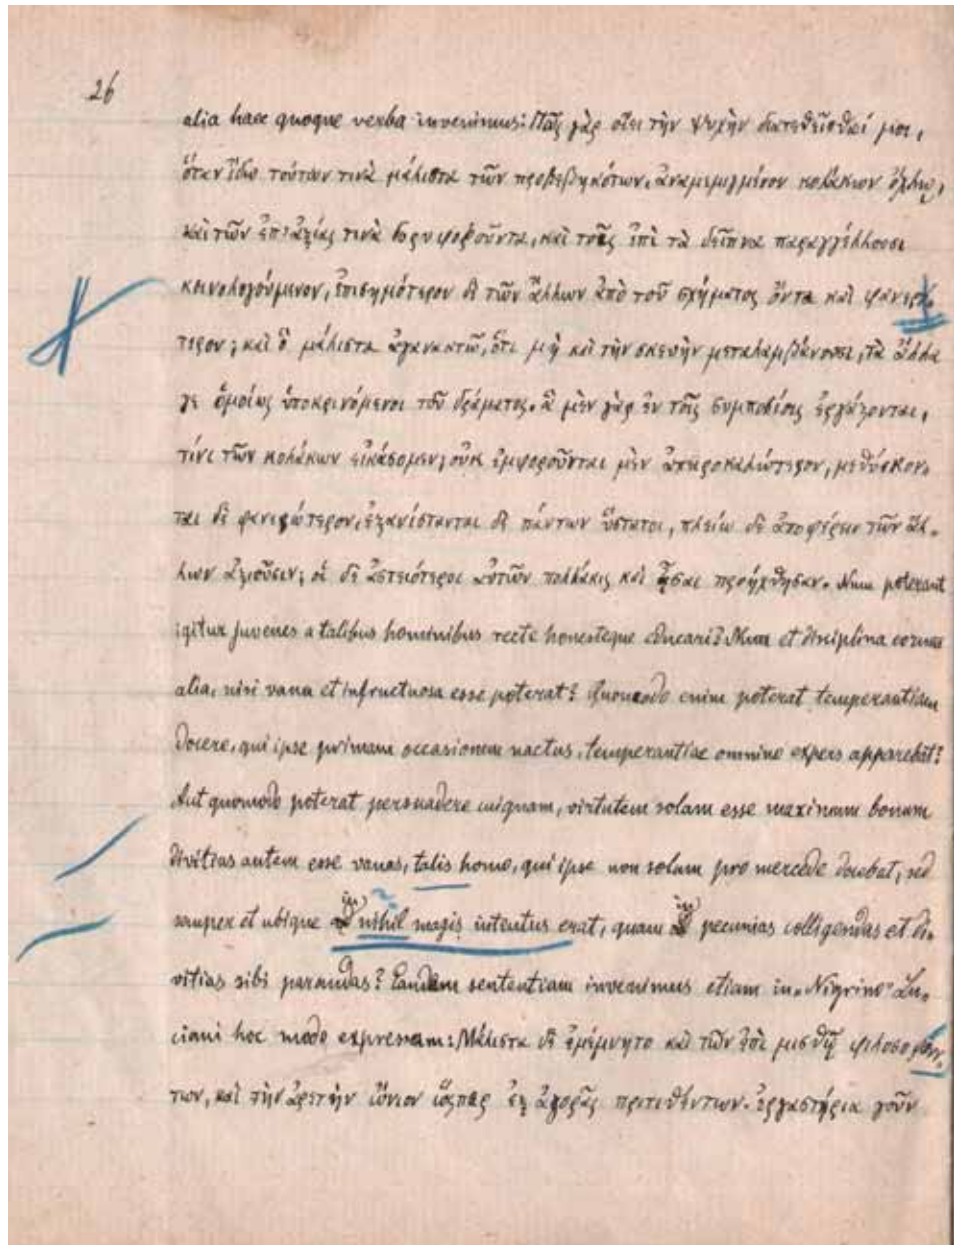 26
alia haec quoque verba invenimus: Πῶς γὰρ οἴει τὴν ψυχὴν διατεθεῖσθαί μοι,
ὅταν ἴδω τούτων τινὰ μάλιστα τῶν προβεβηκότων, ἀναμεμιγμένον κολάκων ὄχλῳ,
καὶ τῶν ἐπ' ἀξίας τινὰ δορυφοροῦντα, καὶ τοῖς ἐπὶ τὰ δεῖπνα παραγγέλλουσι
κοινολογούμενον, ἐπισημότερον δὲ τῶν ἄλλων ἀπὸ τοῦ σχήματος ὄντα καὶ φανερώ-
τερον; καὶ ὃ μάλιστα ἀγανακτῶ, ὅτι μὴ καὶ τὴν σκευὴν μεταλαμβάνουσι, τὰ ἄλλα
γε ὁμοίως ὑποκρινόμενοι τοῦ δράματος. ἃ μὲν γὰρ ἐν τοῖς συμποσίοις ἐργάζονται,
τίνι τῶν κολάκων εἰκάσομεν; οὐκ ἐμφοροῦνται μὲν ἀπειροκαλώτερον, μεθύσκον-
ται δὲ φανερώτερον, ἐξανίστανται δὲ πάντων ὕστατοι, πλείω δὲ ἀποφέρειν τῶν ἄλ-
λων ἀξιοῦσιν; οἱ δὲ ἀστειότεροι αὐτῶν πολλάκις καὶ ᾆσαι προήχθησαν. Num poterant
igitur juvenes a talibus hominibus recte honesteque educari? Num et disciplina eorum
alia, nisi vana et infructuosa esse poterat? Quomodo enim poterat temperantiam
docere, qui ipse primam occasionem nactus, temperantiae omnino expers apparebat?
Aut quomodo poterat persuadere cuiquam, virtutem solam esse maximum bonum
divitias autem esse vanas, talis homo, qui ipse non solum pro mercede docebat, sed
semper et ubique in nihil magis intentus erat, quam in pecunias colligendas et di-
vitias sibi parandas? Eandem sententiam invenimus etiam in „Nigrino" Lu-
ciani hoc modo expressam: Μάλιστα δὲ ἐμέμνητο καὶ τῶν ἐπὶ μισθῷ φιλοσοφούν-
των, καὶ τὴν ἀρετὴν ὤνιον ὥσπερ ἐξ ἀγορᾶς προτιθέντων. ἐργαστήρια γοῦν